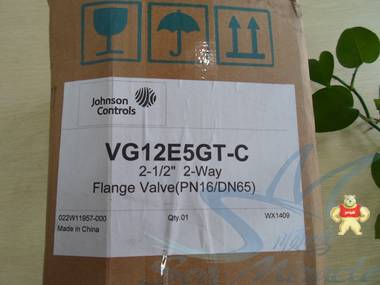 Johnson
Controls
VG12E5GT-C
2-1/2" 2-Way
Flange Valve(PN16/DN65)
022W11957-000 Qty.01 WX1409
Made in China